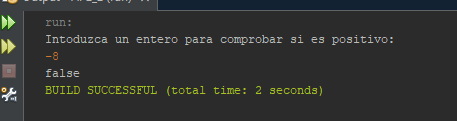 run:
Intoduzca un entero para comprobar si es positivo:
-8
false
BUILD SUCCESSFUL (total time: 2 seconds)